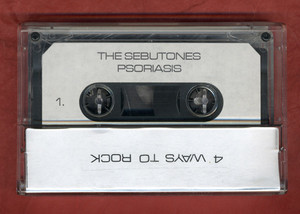 THE SEBUTONES
PSORIASIS
1.
4 WAYS TO ROCK